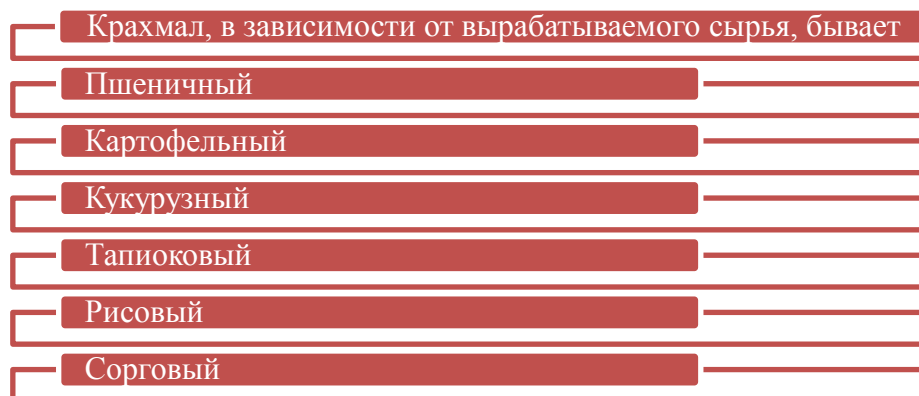 Крахмал, в зависимости от вырабатываемого сырья, бывает
Пшеничный
Картофельный
Кукурузный
Тапиоковый
Рисовый
Сорговый